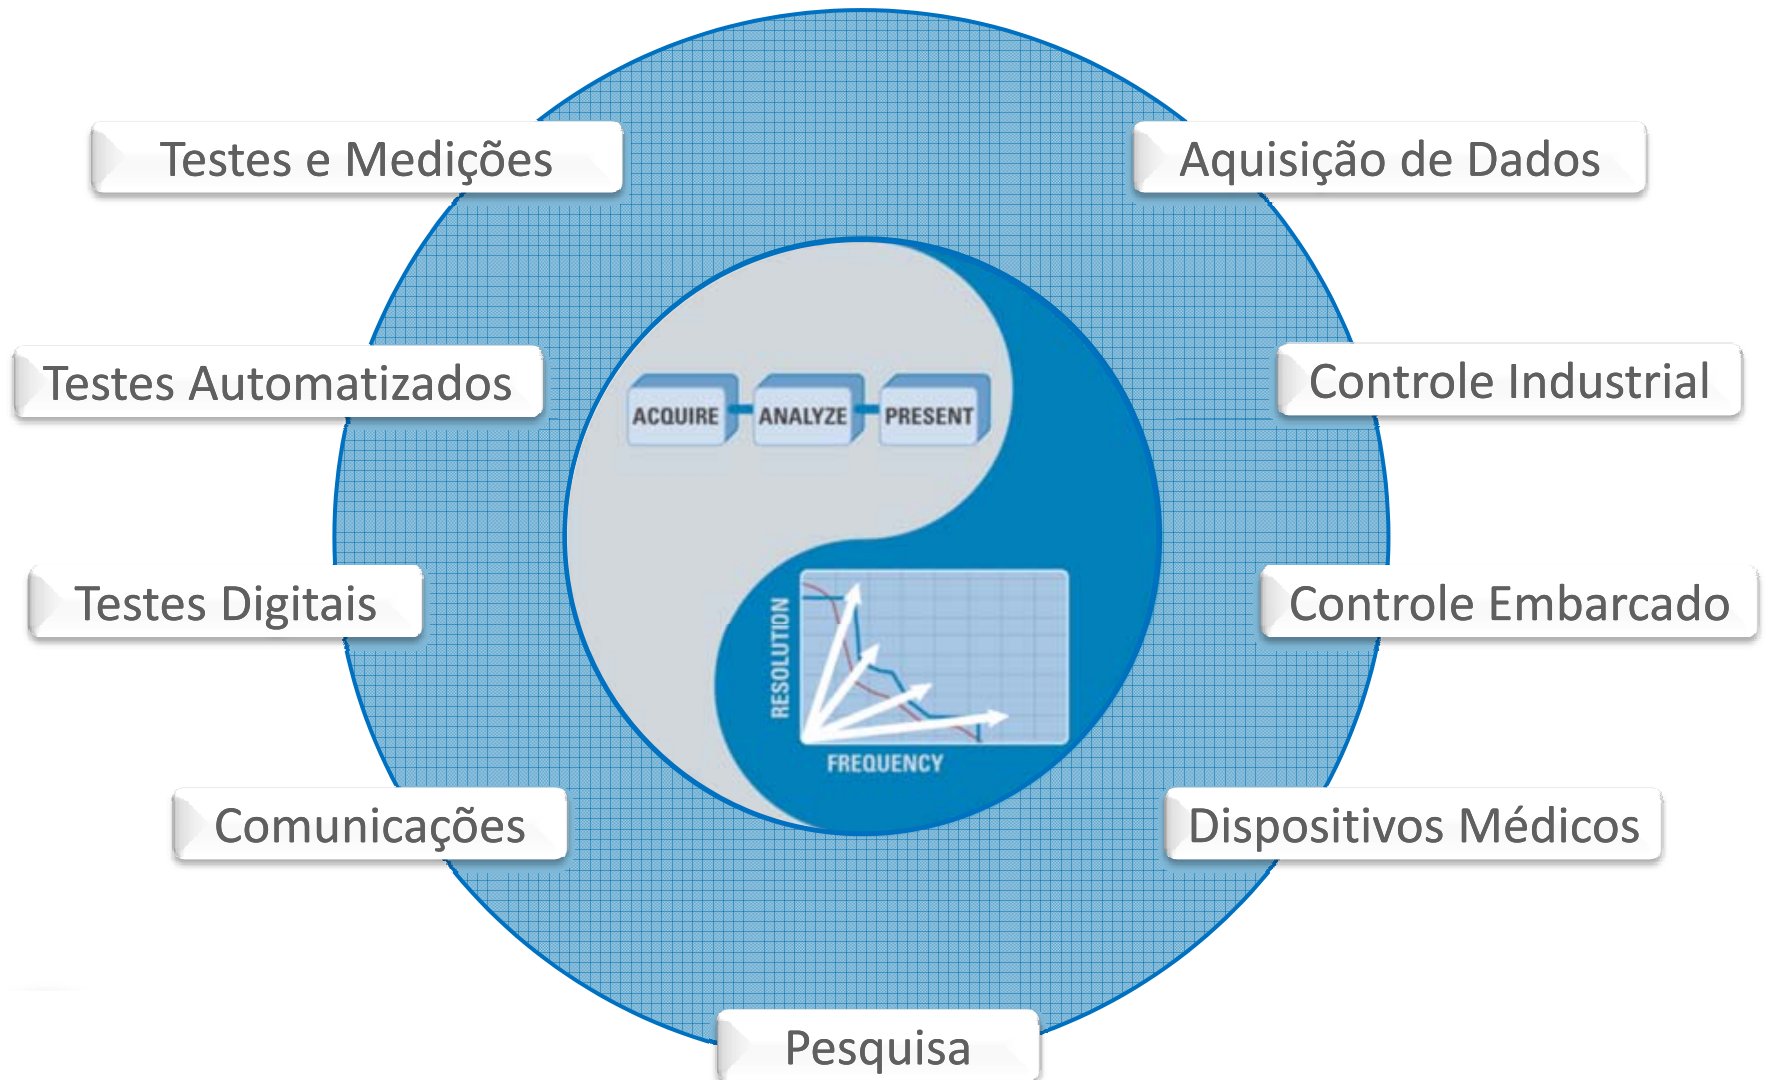 Testes e Medições
Aquisição de Dados
Testes Automatizados
Controle Industrial
ACQUIRE
ANALYZE
PRESENT
Testes Digitais
Controle Embarcado
RESOLUTION
FREQUENCY
Comunicações
Dispositivos Médicos
Pesquisa